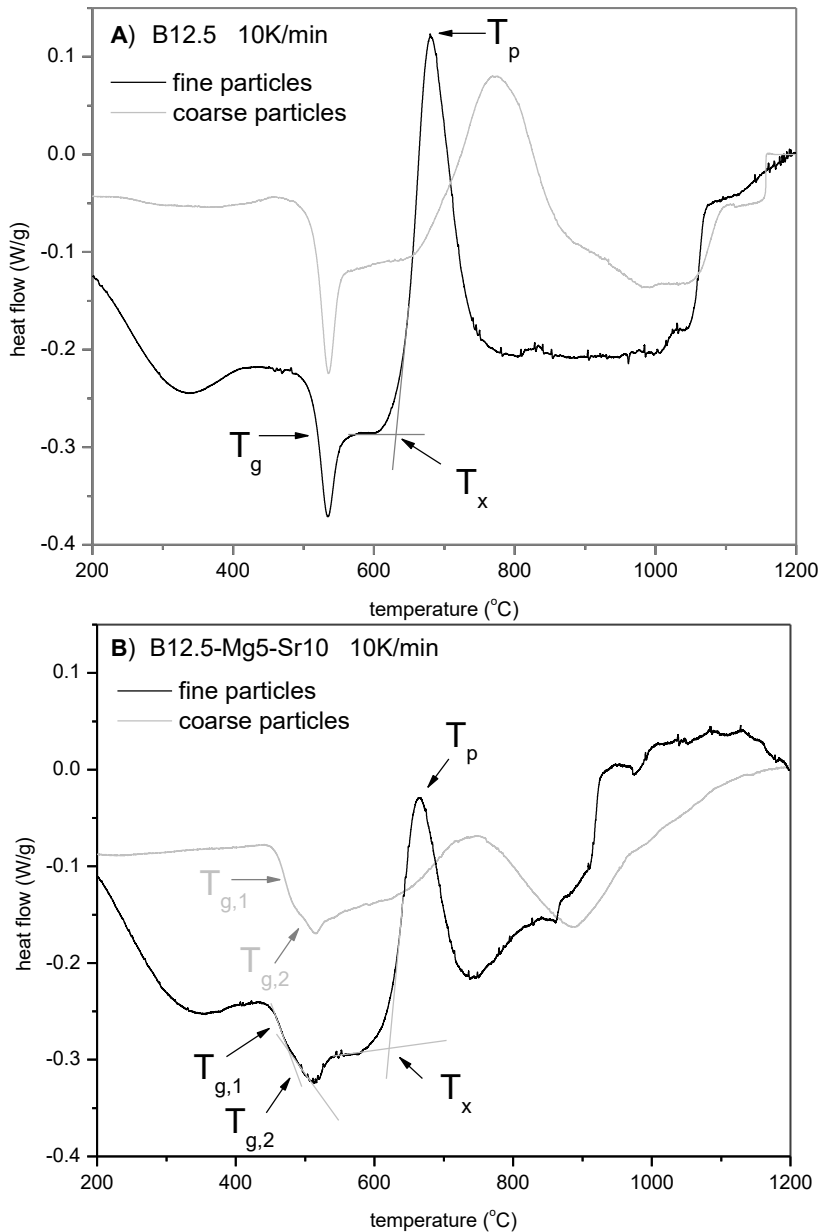 A) B12.5 10K/min
fine particles
coarse particles
Tp
Tg
Tx
0.1
0.0
-0.1
-0.2
-0.3
-0.4
heat flow (W/g)
200 400 600 800 1000 1200
temperature (°C)
B) B12.5-Mg5-Sr10 10K/min
fine particles
coarse particles
Tp
Tg,1
Tg,2
Tg,1
Tg,2
Tx
0.1
0.0
-0.1
-0.2
-0.3
-0.4
heat flow (W/g)
200 400 600 800 1000 1200
temperature (°C)